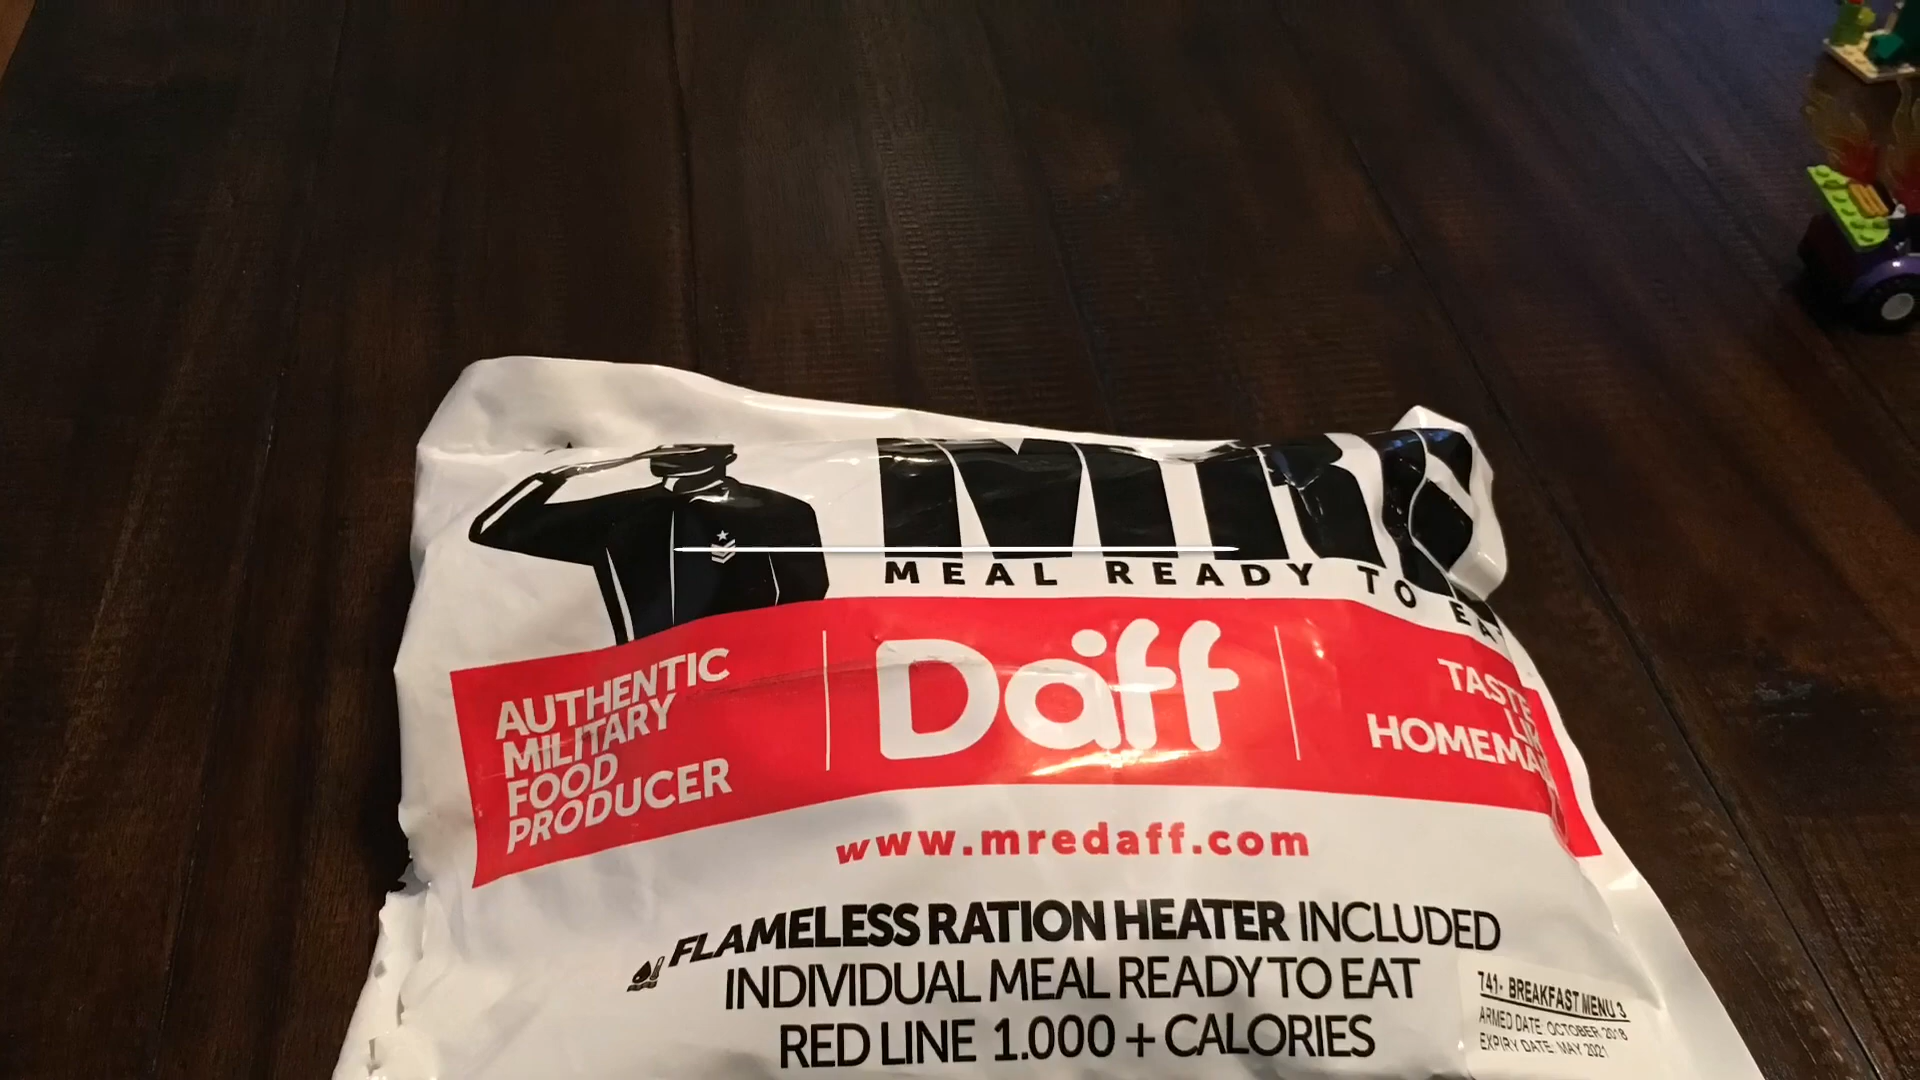 MRE
MEAL READY TO EAT
AUTHENTIC
MILITARY
FOOD
PRODUCER
Daff
TASTE
HOMEMA
www.mredaff.com
FLAMELESS RATION HEATER INCLUDED
INDIVIDUAL MEAL READY TO EAT
RED LINE 1.000 + CALORIES
741- BREAKFAST MENU 3
ARMED DATE: OCTOBER 2018
EXPIRY DATE: MAY 2021